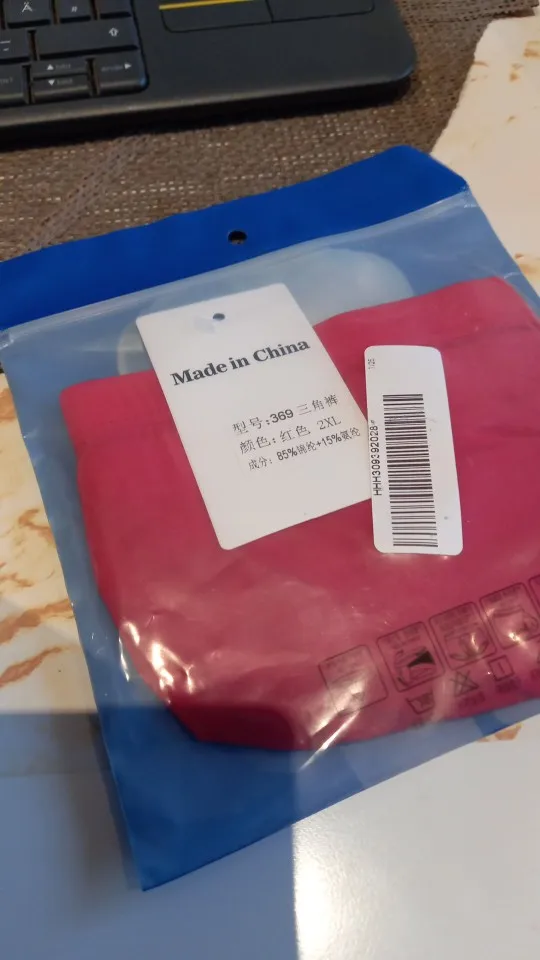 Made in China
型号:369 三角裤
颜色:红色 2XL
成分: 85%锦纶+15%氨纶
HHH309392028